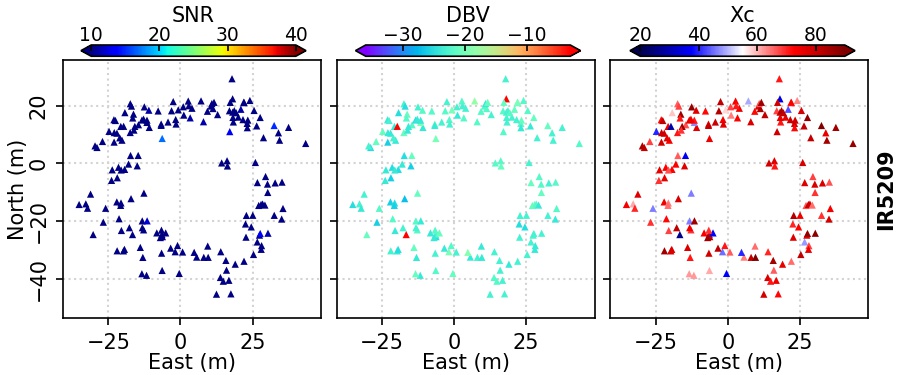 SNR DBV Xc
10 20 30 40 −30 −20 −10 20 40 60 80
20
0
−20
−40
North (m)
−25 0 25 −25 0 25 −25 0 25
East (m) East (m) East (m)
IR5209